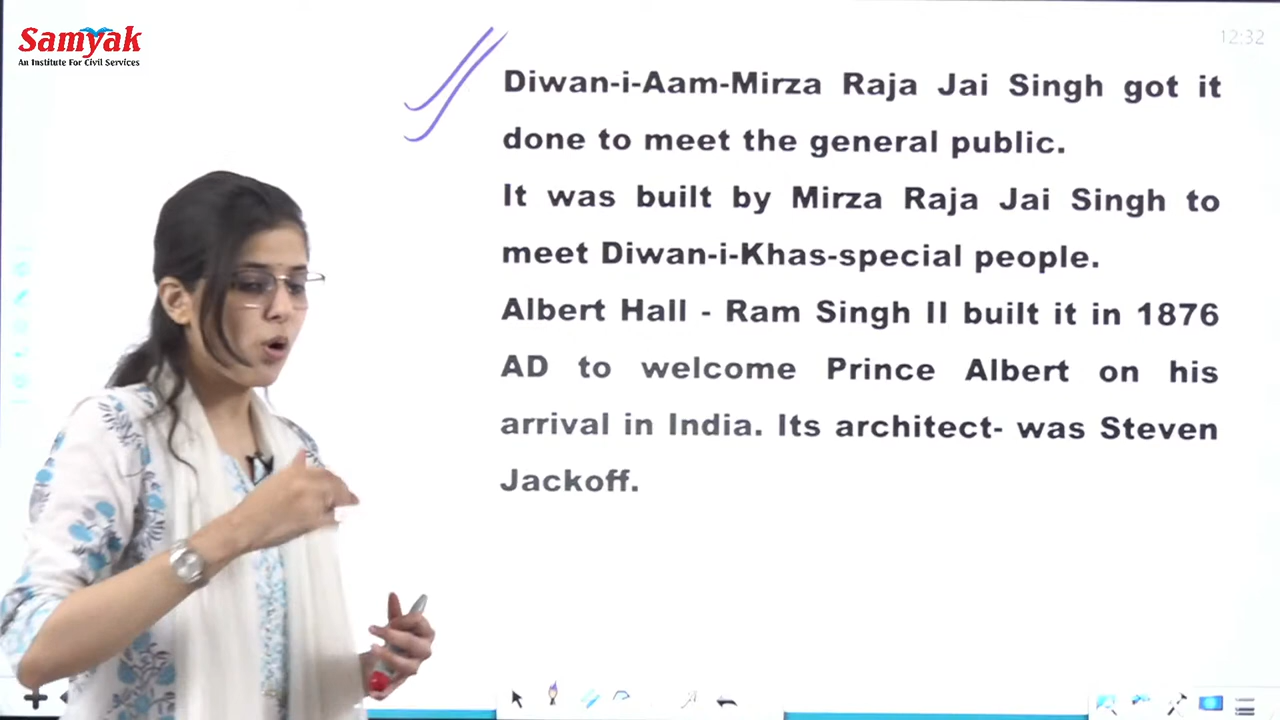 Samyak
An Institute For Civil Services
12:32
Diwan-i-Aam-Mirza Raja Jai Singh got it
done to meet the general public.
It was built by Mirza Raja Jai Singh to
meet Diwan-i-Khas-special people.
Albert Hall - Ram Singh II built it in 1876
AD to welcome Prince Albert on his
arrival in India. Its architect- was Steven
Jackoff.